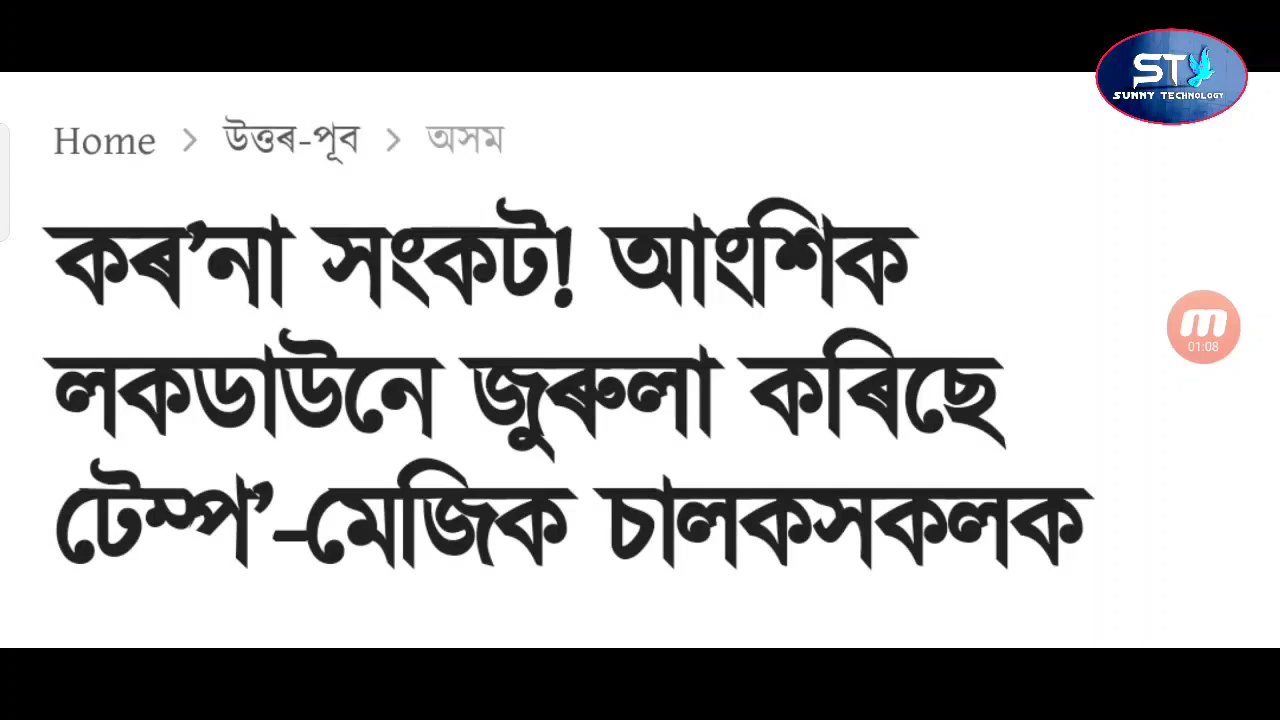 ST
SUNNY TECHNOLOGY
Home > উত্তৰ-পূব > অসম
কৰ’না সংকট! আংশিক
লকডাউনে জুৰুলা কৰিছে
টেম্প’-মেজিক চালকসকলক
m
01:08